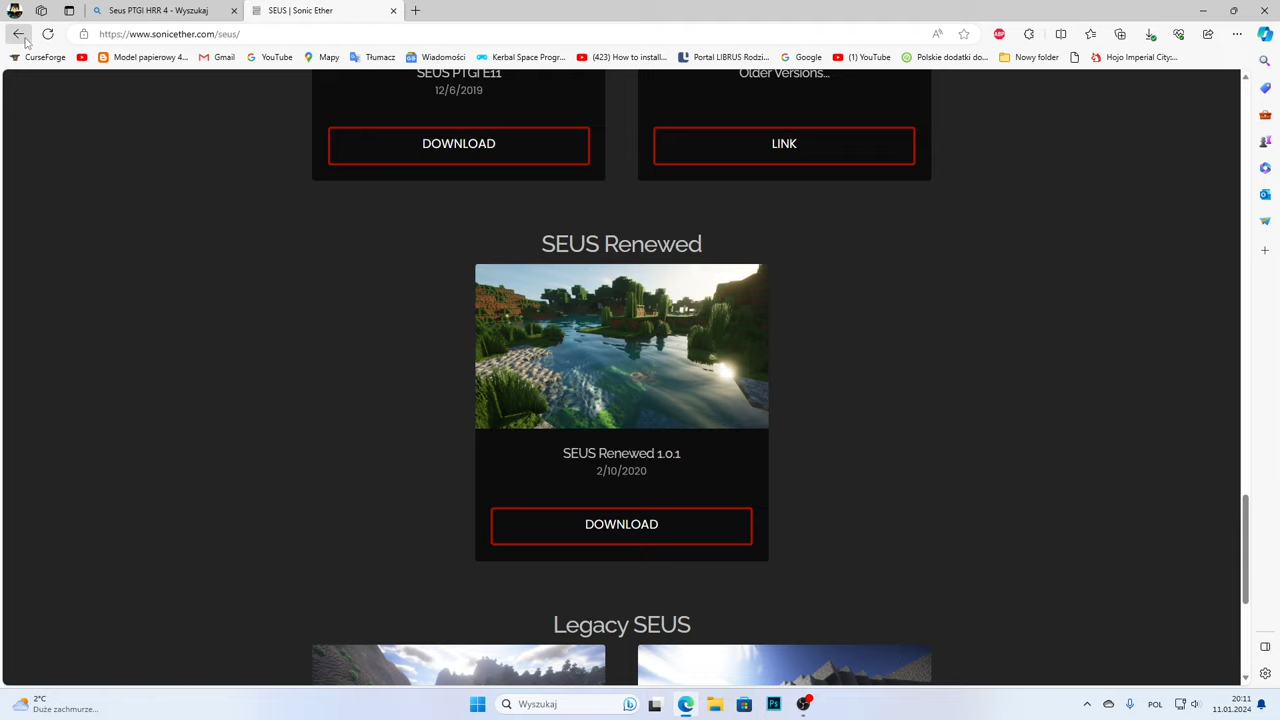 Seus PTGI HRR 4 - Wyszukaj
SEUS | Sonic Ether
https://www.sonicether.com/seus/
CurseForge
Model papierowy 4...
Gmail
YouTube
Mapy
Tłumacz
Wiadomości
Kerbal Space Progr...
(423) How to install...
Portal LIBRUS Rodzi...
Google
(1) YouTube
Polskie dodatki do...
Nowy folder
Hojo Imperial City:...
SEUS PTGI E11
12/6/2019
DOWNLOAD
Older Versions...
LINK
SEUS Renewed
SEUS Renewed 1.0.1
2/10/2020
DOWNLOAD
Legacy SEUS
2°C
Duże zachmurze...
Wyszukaj
POL
20:11
11.01.2024